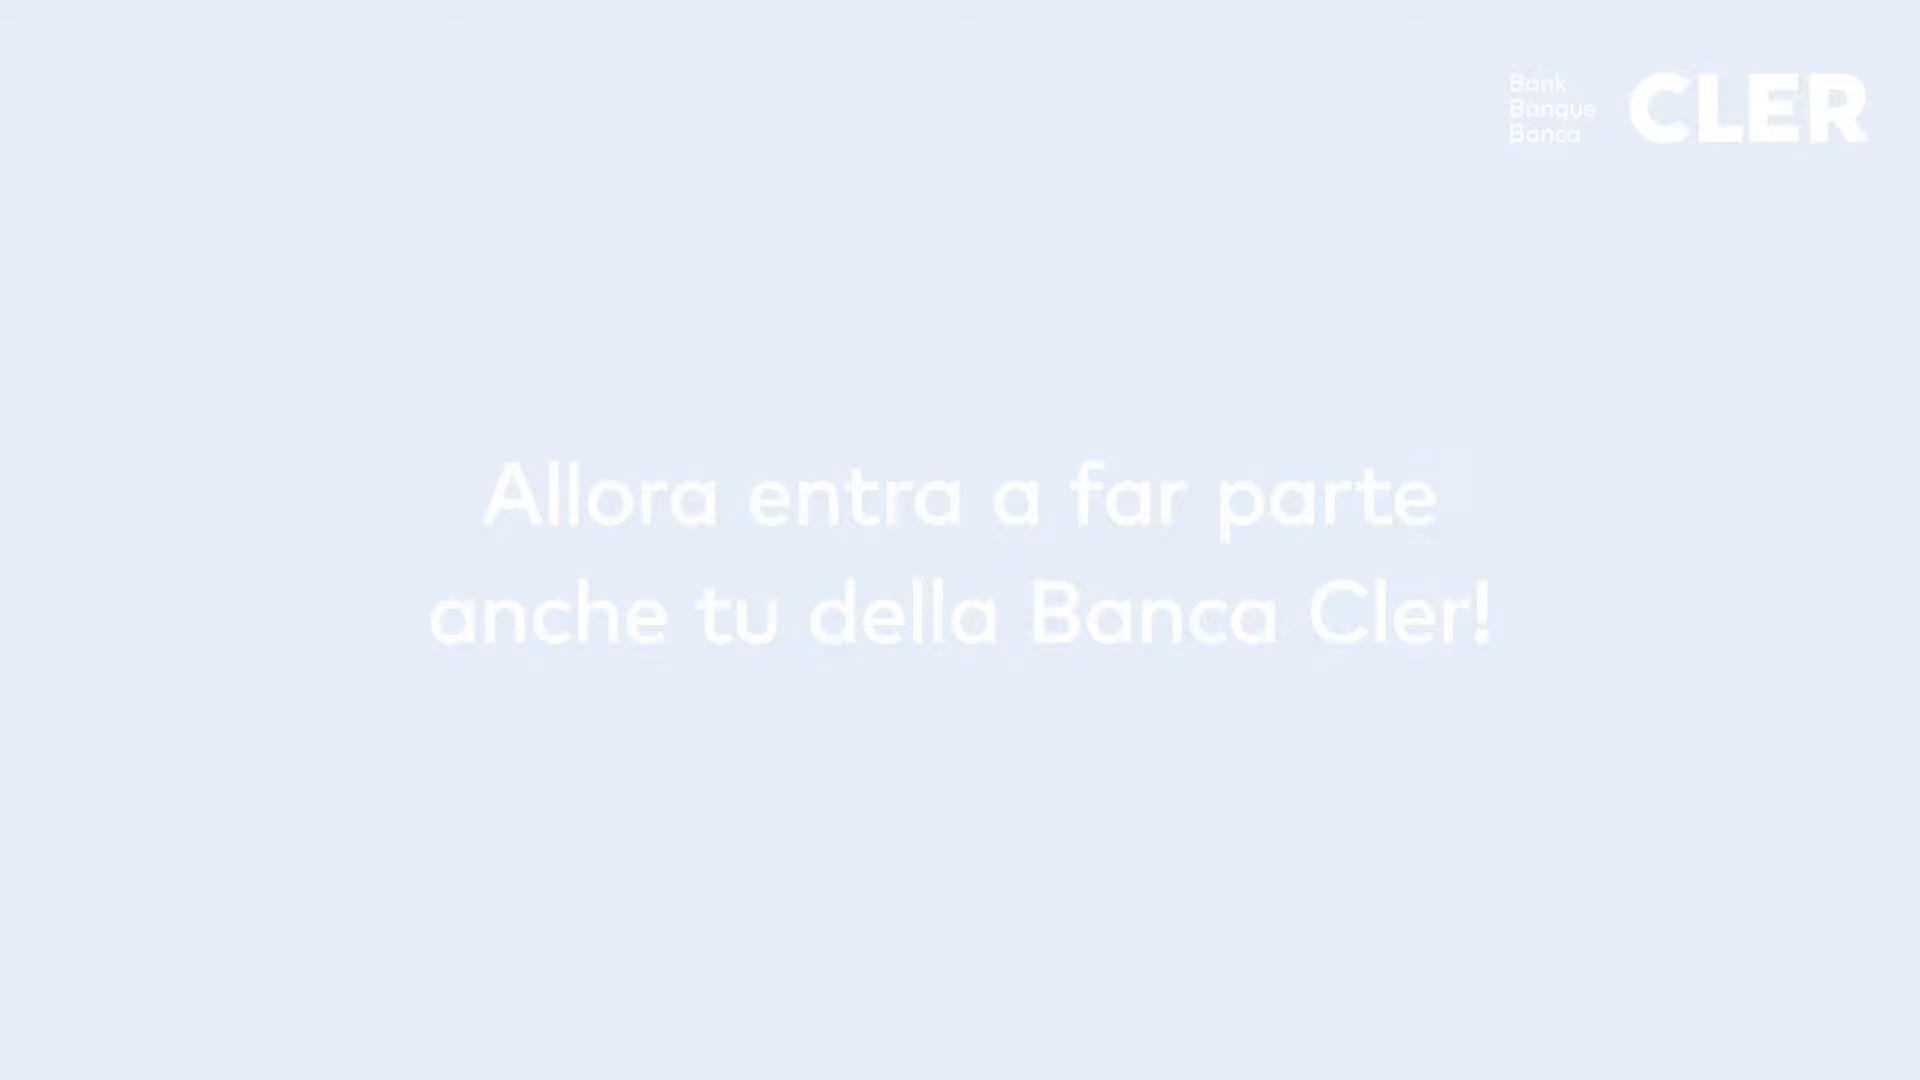 Bank
Banque
Banca
CLER
Allora entra a far parte
anche tu della Banca Cler!